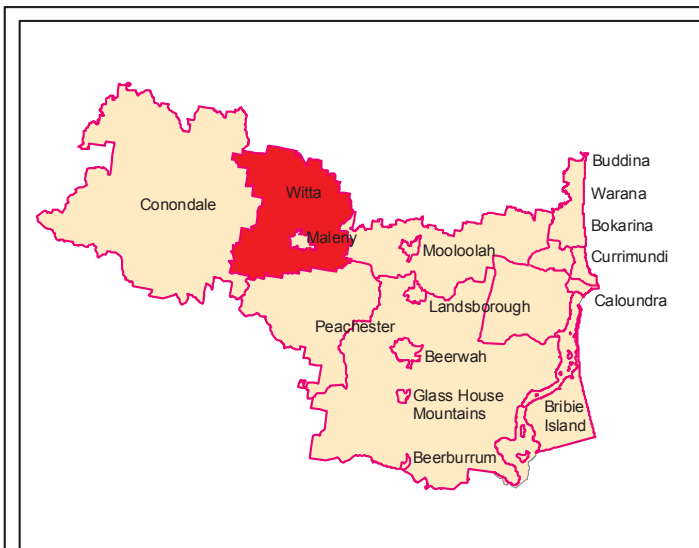 Buddina
Witta
Warana
Conondale
Bokarina
Maleny
Mooloolah
Currimundi
Landsborough
Caloundra
Peachester
Beerwah
Glass House
Mountains
Bribie
Island
Beerburrum